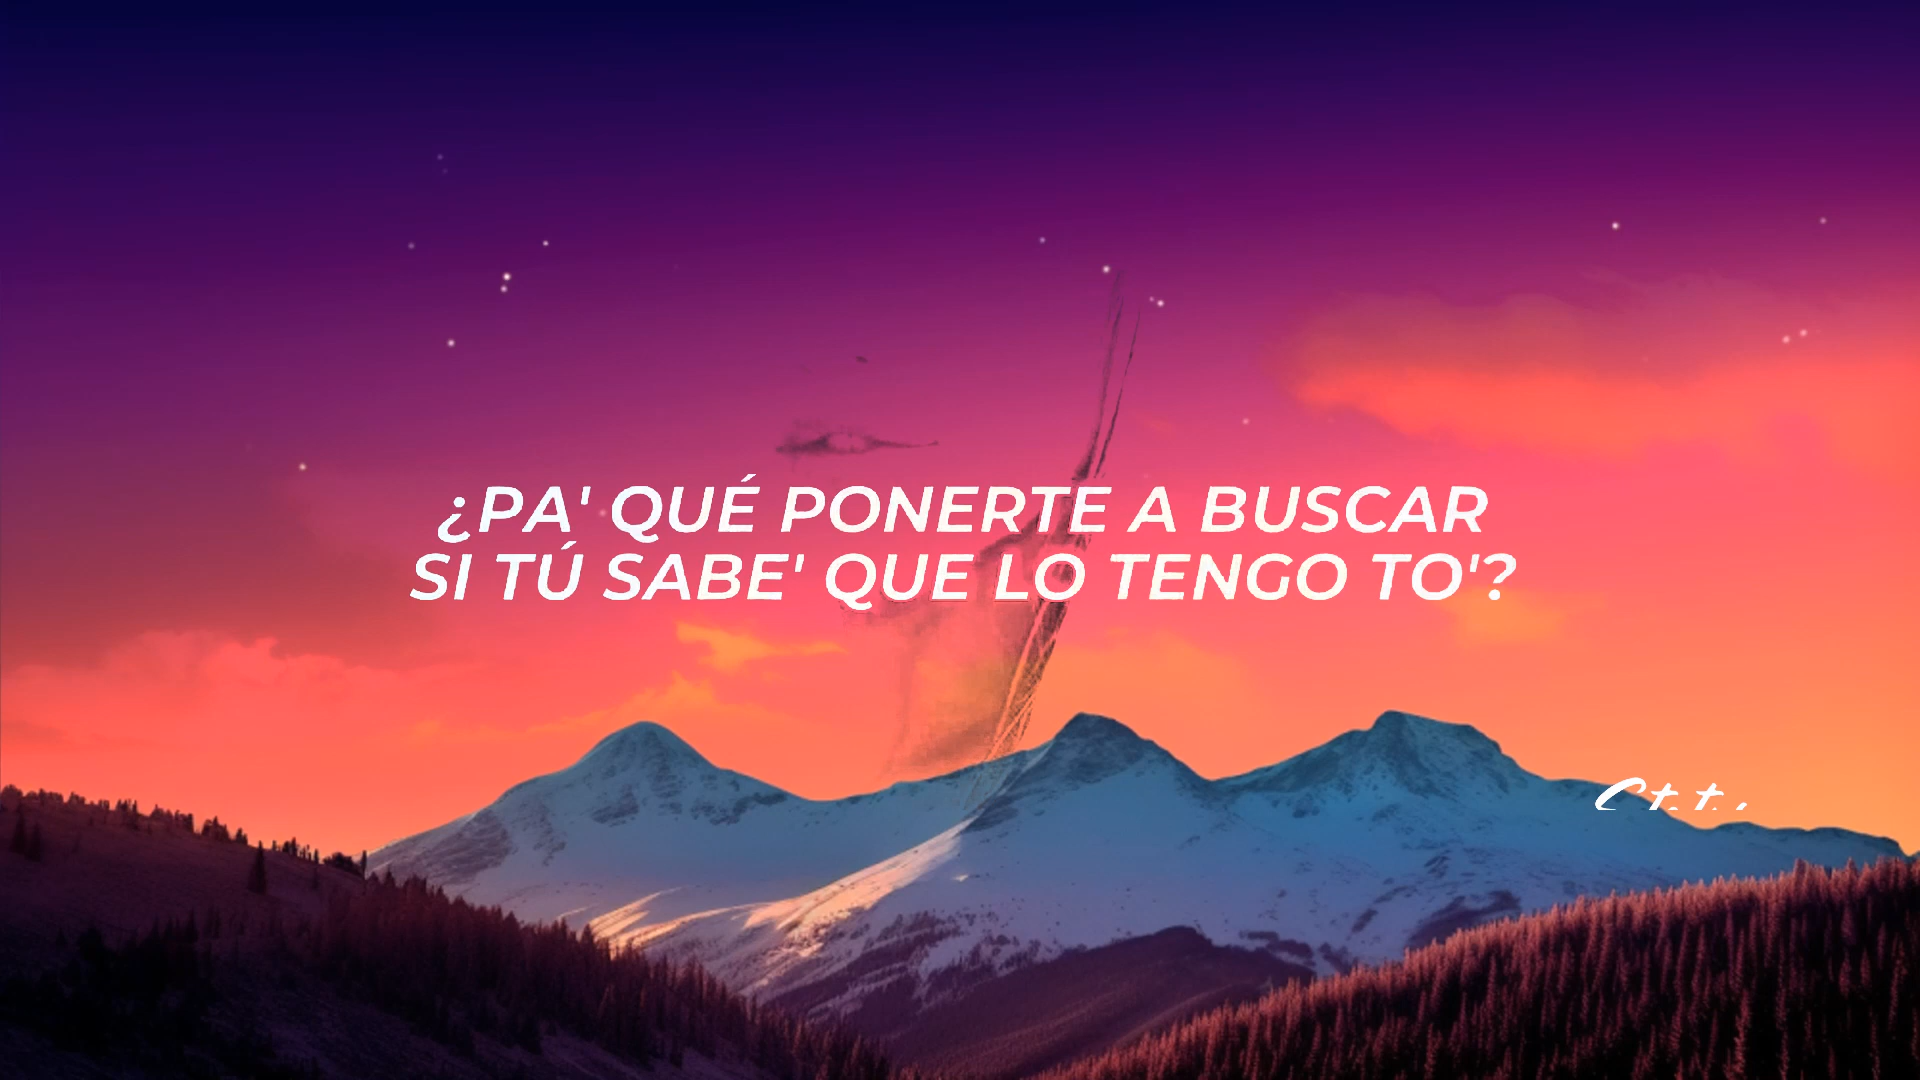 ¿PA' QUÉ PONERTE A BUSCAR
SI TÚ SABE' QUE LO TENGO TO'?